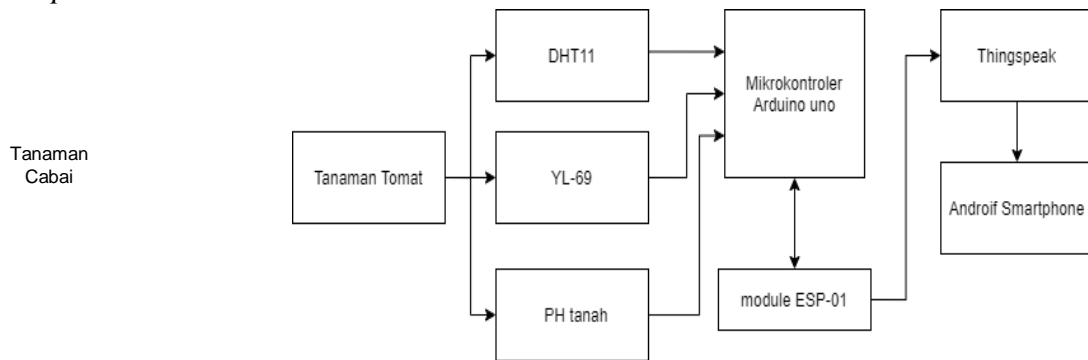 Tanaman
Cabai
Tanaman Tomat
DHT11
YL-69
PH tanah
Mikrokontroler
Arduino uno
module ESP-01
Thingspeak
Androif Smartphone